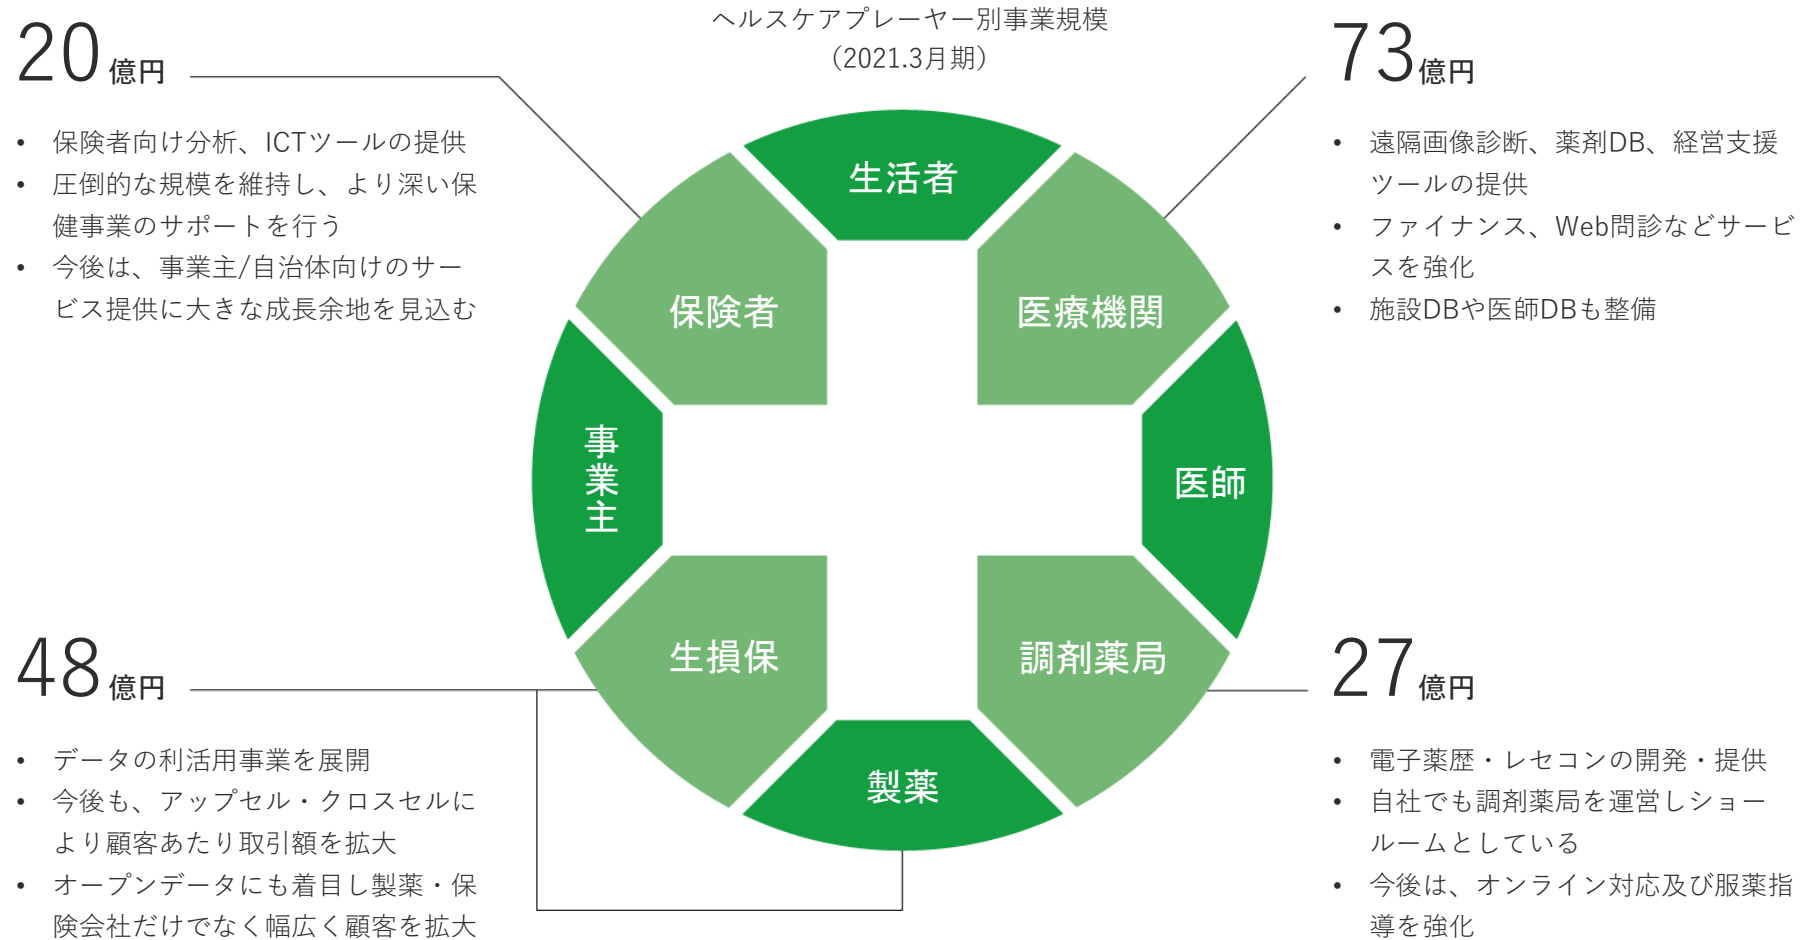 ヘルスケアプレーヤー別事業規模
（2021.3月期）
20億円
• 保険者向け分析、ICTツールの提供
• 圧倒的な規模を維持し、より深い保
健事業のサポートを行う
• 今後は、事業主/自治体向けのサー
ビス提供に大きな成長余地を見込む
73億円
• 遠隔画像診断、薬剤DB、経営支援
ツールの提供
• ファイナンス、Web問診などサービ
スを強化
• 施設DBや医師DBも整備
生活者
保険者
医療機関
事業主
医師
生損保
調剤薬局
製薬
48億円
• データの利活用事業を展開
• 今後も、アップセル・クロスセルに
より顧客あたり取引額を拡大
• オープンデータにも着目し製薬・保
険会社だけでなく幅広く顧客を拡大
27億円
• 電子薬歴・レセコンの開発・提供
• 自社でも調剤薬局を運営しショー
ルームとしている
• 今後は、オンライン対応及び服薬指
導を強化